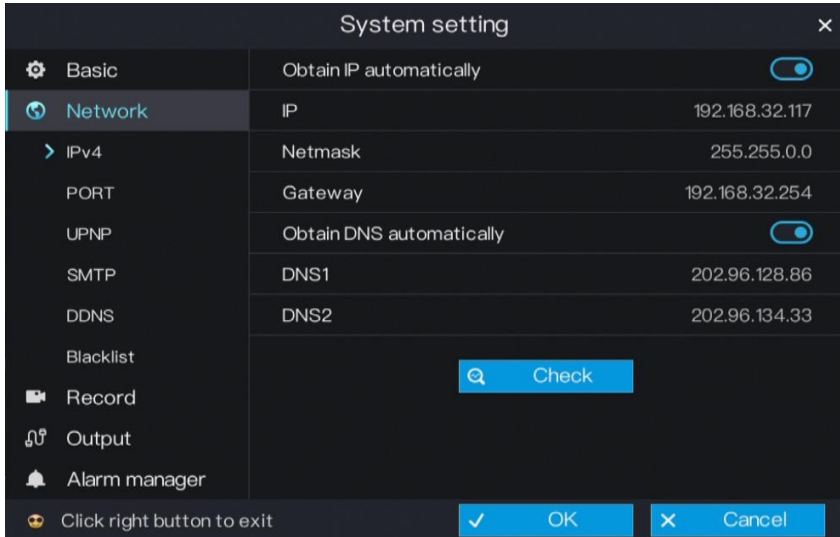 System setting
Basic
Obtain IP automatically
Network
IP 192.168.32.117
IPv4
Netmask 255.255.0.0
PORT
Gateway 192.168.32.254
UPNP
Obtain DNS automatically
SMTP
DNS1 202.96.128.86
DDNS
DNS2 202.96.134.33
Blacklist
Check
Record
Output
Alarm manager
Click right button to exit
OK
Cancel